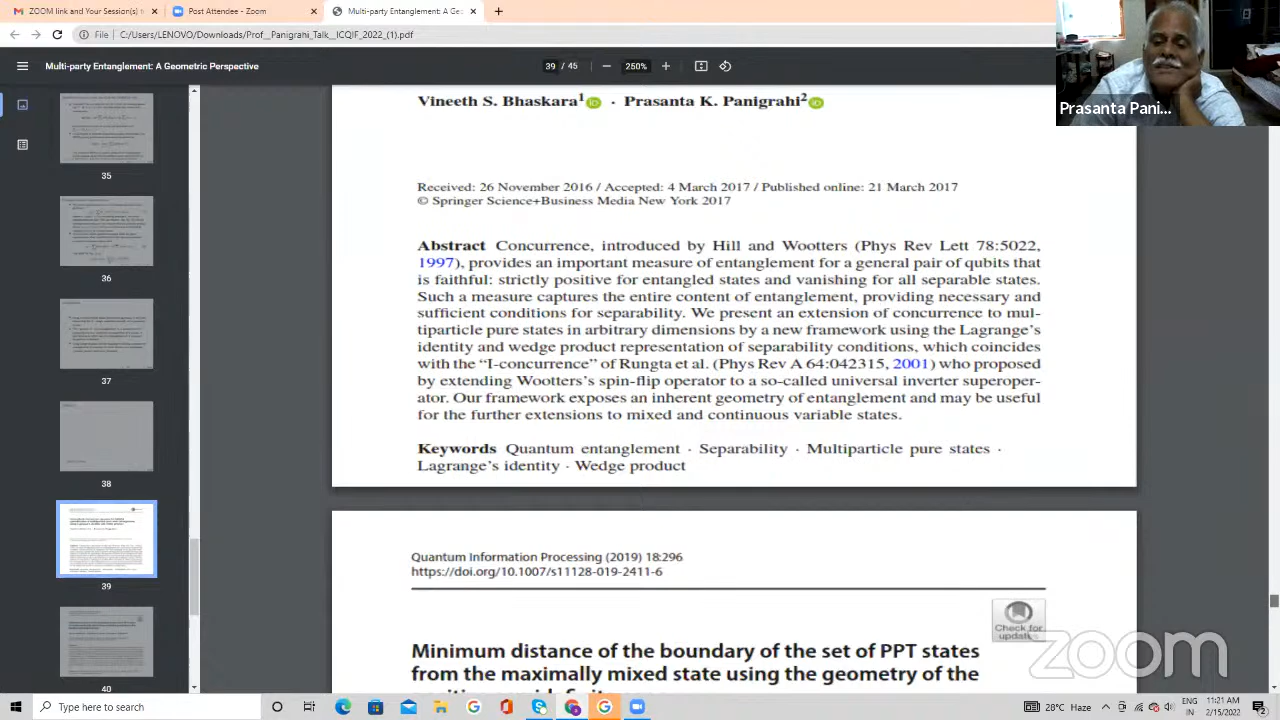 ZOOM link and Your Session(s) t
Post Attendee - Zoom
Multi-party Entanglement: A Ge
File
C:/Users/LENOVO/Downloads/Prof__Panigrahi_Talk__ICQF_2022_(1).pdf
Multi-party Entanglement: A Geometric Perspective
39 / 45
250%
Prasanta Pani...
35
36
37
38
39
40
Vineeth S. Bhaskara1 · Prasanta K. Panigrahi2
Received: 26 November 2016 / Accepted: 4 March 2017 / Published online: 21 March 2017
© Springer Science+Business Media New York 2017
Abstract Concurrence, introduced by Hill and Wootters (Phys Rev Lett 78:5022,
1997), provides an important measure of entanglement for a general pair of qubits that
is faithful: strictly positive for entangled states and vanishing for all separable states.
Such a measure captures the entire content of entanglement, providing necessary and
sufficient conditions for separability. We present an extension of concurrence to mul-
tiparticle pure states in arbitrary dimensions by a new framework using the Lagrange's
identity and wedge product representation of separability conditions, which coincides
with the “I-concurrence” of Rungta et al. (Phys Rev A 64:042315, 2001) who proposed
by extending Wootters's spin-flip operator to a so-called universal inverter superoper-
ator. Our framework exposes an inherent geometry of entanglement and may be useful
for the further extensions to mixed and continuous variable states.
Keywords Quantum entanglement · Separability · Multiparticle pure states ·
Lagrange's identity · Wedge product
Quantum Information Processing (2019) 18:296
https://doi.org/10.1007/s11128-019-2411-6
Check for
updates
Minimum distance of the boundary of the set of PPT states
from the maximally mixed state using the geometry of the
zoom
Type here to search
28°C Haze
ENG
IN
11:21 AM
2/15/2022
2